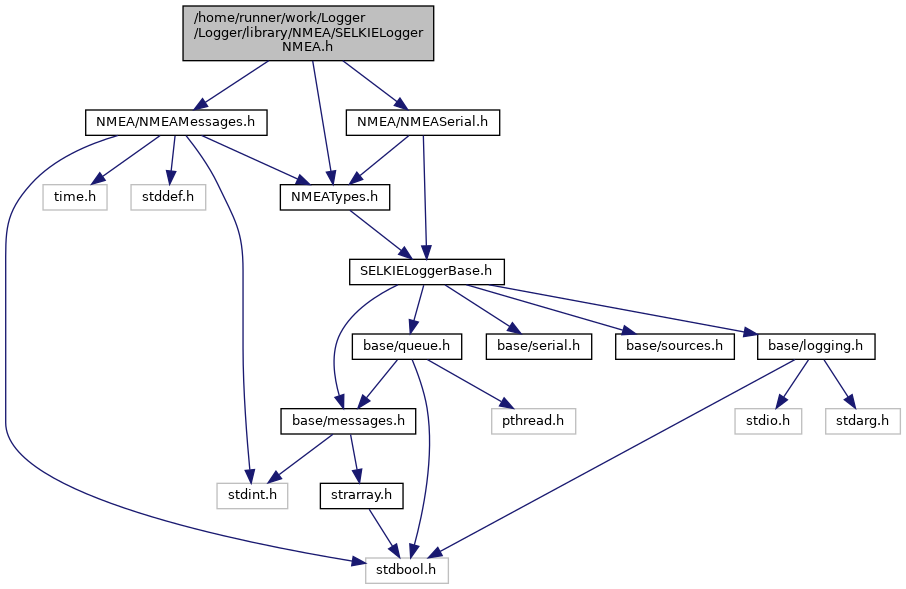 /home/runner/work/Logger
/Logger/library/NMEA/SELKIELogger
NMEA.h
NMEA/NMEAMessages.h
NMEA/NMEASerial.h
time.h
stddef.h
NMEATypes.h
SELKIELoggerBase.h
base/queue.h
base/serial.h
base/sources.h
base/logging.h
base/messages.h
pthread.h
stdio.h
stdarg.h
stdint.h
strarray.h
stdbool.h